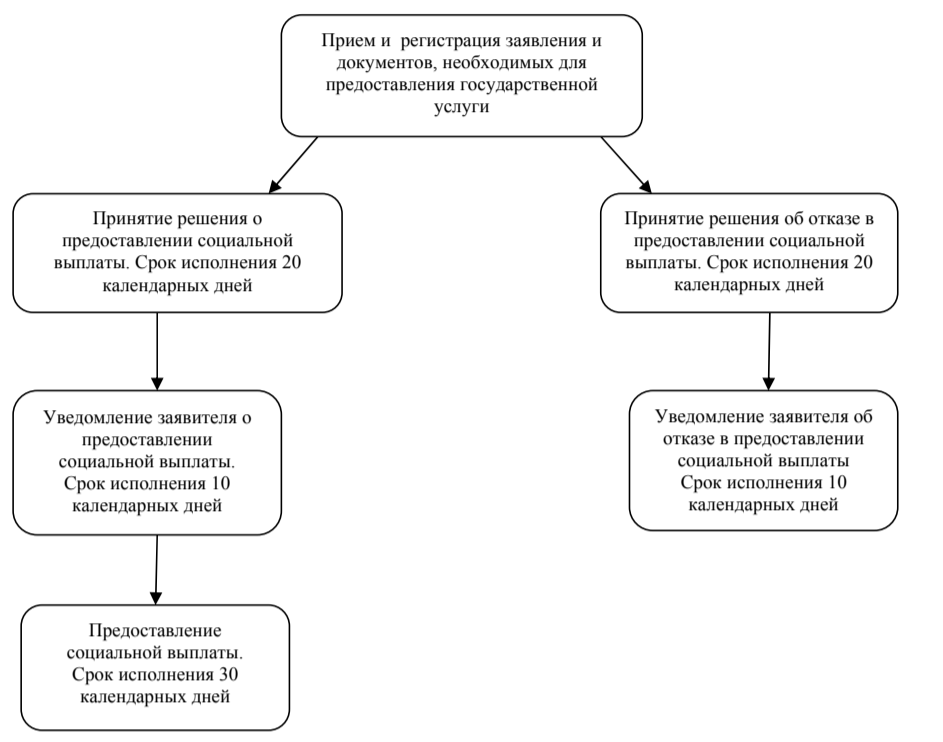 Прием и регистрация заявления и
документов, необходимых для
предоставления государственной
услуги
Принятие решения о
предоставлении социальной
выплаты. Срок исполнения 20
календарных дней
Принятие решения об отказе в
предоставлении социальной
выплаты. Срок исполнения 20
календарных дней
Уведомление заявителя о
предоставлении
социальной выплаты.
Срок исполнения 10
календарных дней
Уведомление заявителя об
отказе в предоставлении
социальной выплаты
Срок исполнения 10
календарных дней
Предоставление
социальной выплаты.
Срок исполнения 30
календарных дней